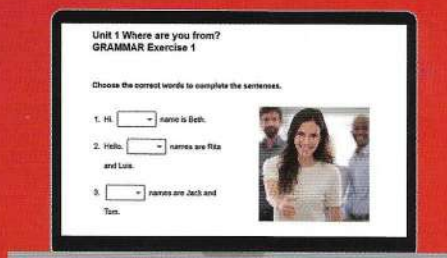 Unit 1 Where are you from?
GRAMMAR Exercise 1
Choose the correct words to complete the sentences.
1. Hi. name is Beth.
2. Hello. names are Rita
and Luis.
3. names are Jack and
Tom.